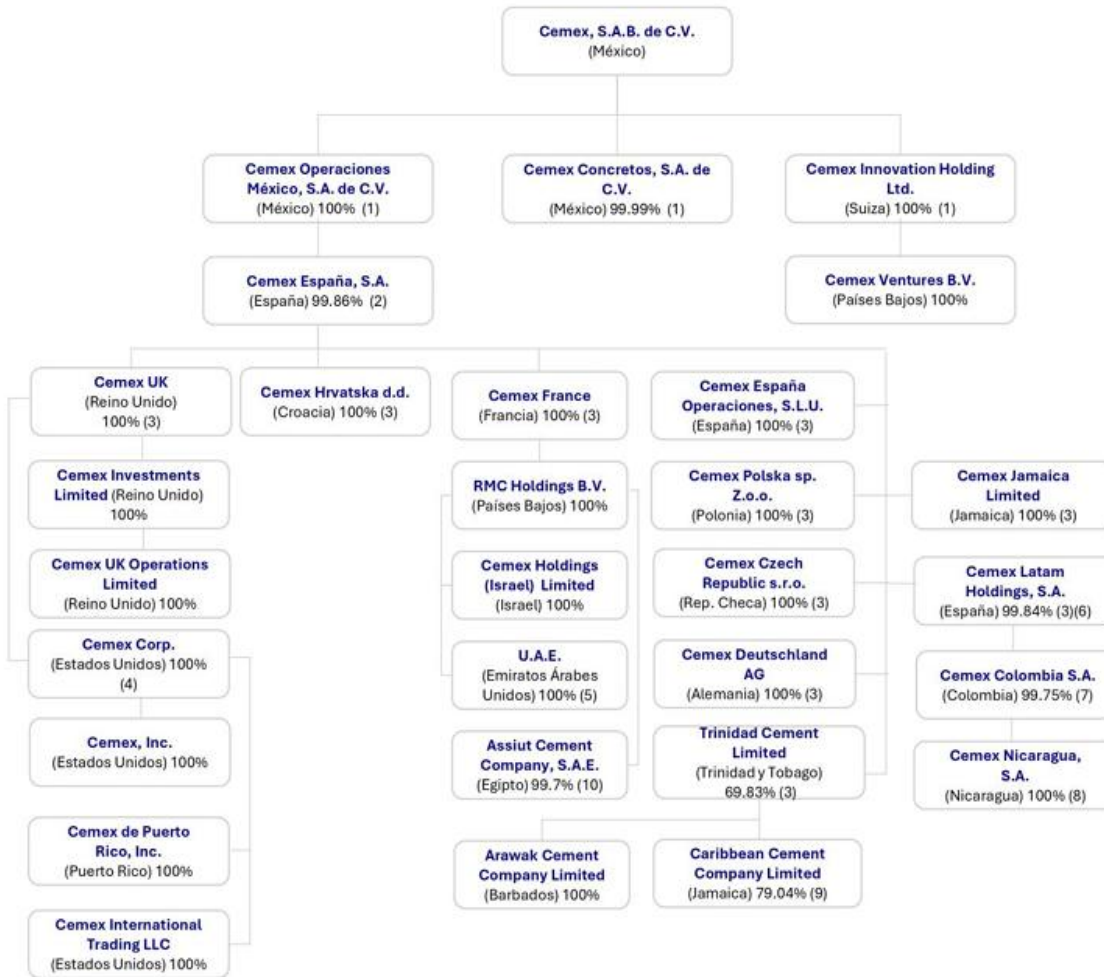 Cemex, S.A.B. de C.V.
(México)
Cemex Operaciones
México, S.A. de C.V.
(México) 100% (1)
Cemex Concretos, S.A. de
C.V.
(México) 99.99% (1)
Cemex Innovation Holding
Ltd.
(Suiza) 100% (1)
Cemex España, S.A.
(España) 99.86% (2)
Cemex Ventures B.V.
(Países Bajos) 100%
Cemex UK
(Reino Unido)
100% (3)
Cemex Hrvatska d.d.
(Croacia) 100% (3)
Cemex France
(Francia) 100% (3)
Cemex España
Operaciones, S.L.U.
(España) 100% (3)
Cemex Investments
Limited (Reino Unido)
100%
RMC Holdings B.V.
(Países Bajos) 100%
Cemex Polska sp.
Z.o.o.
(Polonia) 100% (3)
Cemex Jamaica
Limited
(Jamaica) 100% (3)
Cemex UK Operations
Limited
(Reino Unido) 100%
Cemex Holdings
(Israel) Limited
(Israel) 100%
Cemex Czech
Republic s.r.o.
(Rep. Checa) 100% (3)
Cemex Latam
Holdings, S.A.
(España) 99.84% (3)(6)
Cemex Corp.
(Estados Unidos) 100%
(4)
U.A.E.
(Emiratos Árabes
Unidos) 100% (5)
Cemex Deutschland
AG
(Alemania) 100% (3)
Cemex Colombia S.A.
(Colombia) 99.75% (7)
Cemex, Inc.
(Estados Unidos) 100%
Assiut Cement
Company, S.A.E.
(Egipto) 99.7% (10)
Trinidad Cement
Limited
(Trinidad y Tobago)
69.83% (3)
Cemex Nicaragua,
S.A.
(Nicaragua) 100% (8)
Cemex de Puerto
Rico, Inc.
(Puerto Rico) 100%
Arawak Cement
Company Limited
(Barbados) 100%
Caribbean Cement
Company Limited
(Jamaica) 79.04% (9)
Cemex International
Trading LLC
(Estados Unidos) 100%